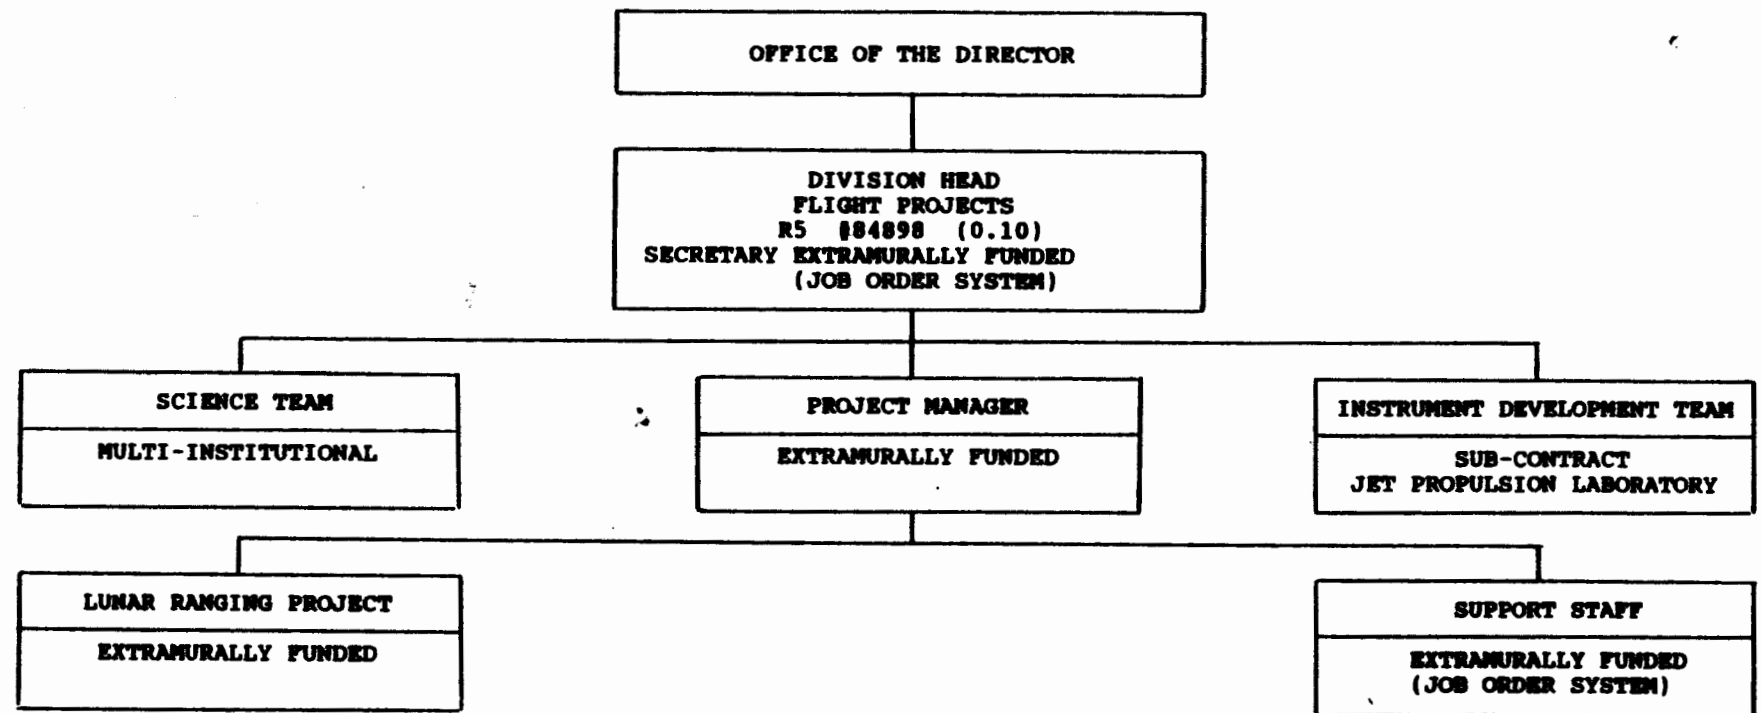 OFFICE OF THE DIRECTOR
DIVISION HEAD
FLIGHT PROJECTS
R5 #84898 (0.10)
SECRETARY EXTRAMURALLY FUNDED
(JOB ORDER SYSTEM)
SCIENCE TEAM
MULTI-INSTITUTIONAL
PROJECT MANAGER
EXTRAMURALLY FUNDED
INSTRUMENT DEVELOPMENT TEAM
SUB-CONTRACT
JET PROPULSION LABORATORY
LUNAR RANGING PROJECT
EXTRAMURALLY FUNDED
SUPPORT STAFF
EXTRAMURALLY FUNDED
(JOB ORDER SYSTEM)